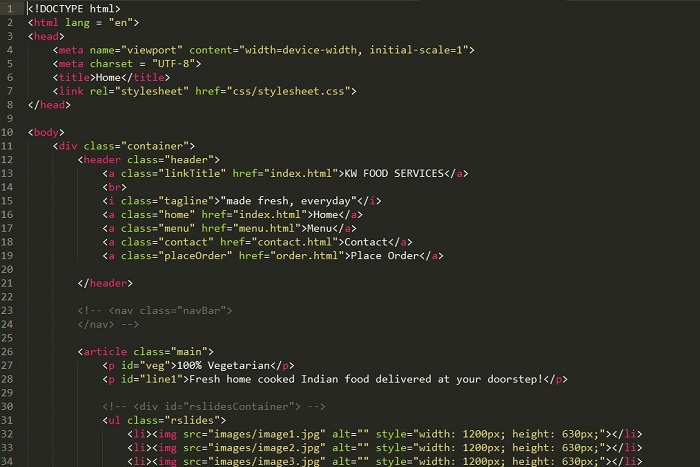 1 <!DOCTYPE html>
2 <html lang = "en">
3 <head>
4 <meta name="viewport" content="width=device-width, initial-scale=1">
5 <meta charset = "UTF-8">
6 <title>Home</title>
7 <link rel="stylesheet" href="css/stylesheet.css">
8 </head>
9
10 <body>
11 <div class="container">
12 <header class="header">
13 <a class="linkTitle" href="index.html">KW FOOD SERVICES</a>
14 <br>
15 <i class="tagline">"made fresh, everyday"</i>
16 <a class="home" href="index.html">Home</a>
17 <a class="menu" href="menu.html">Menu</a>
18 <a class="contact" href="contact.html">Contact</a>
19 <a class="placeOrder" href="order.html">Place Order</a>
20
21 </header>
22
23 <!-- <nav class="navBar">
24 </nav> -->
25
26 <article class="main">
27 <p id="veg">100% Vegetarian</p>
28 <p id="line1">Fresh home cooked Indian food delivered at your doorstep!</p>
29
30 <!-- <div id="rslidesContainer"> -->
31 <ul class="rslides">
32 <li><img src="images/image1.jpg" alt="" style="width: 1200px; height: 630px;"></li>
33 <li><img src="images/image2.jpg" alt="" style="width: 1200px; height: 630px;"></li>
34 <li><img src="images/image3.jpg" alt="" style="width: 1200px; height: 630px;"></li>